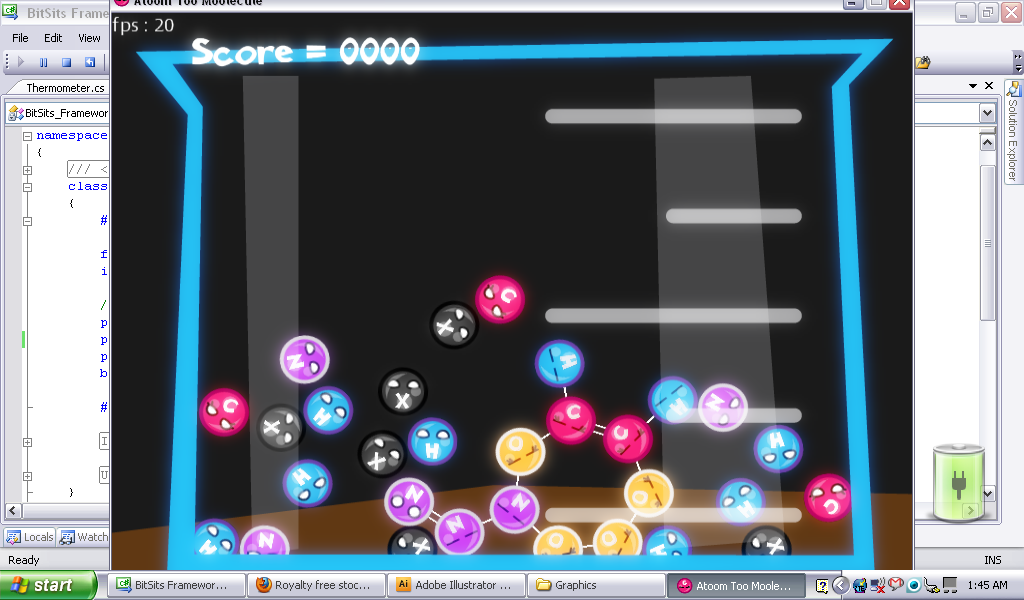 Atoom Too Moolecule
BitSits Frame
fps : 20
File Edit View
Score = 0000
Thermometer.cs
BitSits_Framewor
namespace
{
/// <
class
{
#
f
i
/
p
p
p
b
#
I
U
}
Solution Explorer
C
X
N
H
C
X
H
C
C
H
N
X
H
O
X
H
H
N
N
N
O
H
C
H
N
X
O
O
H
X
Locals Watch
Ready
INS
start
BitSits Framewor...
Royalty free stoc...
Adobe Illustrator ...
Graphics
Atoom Too Moole...
1:45 AM